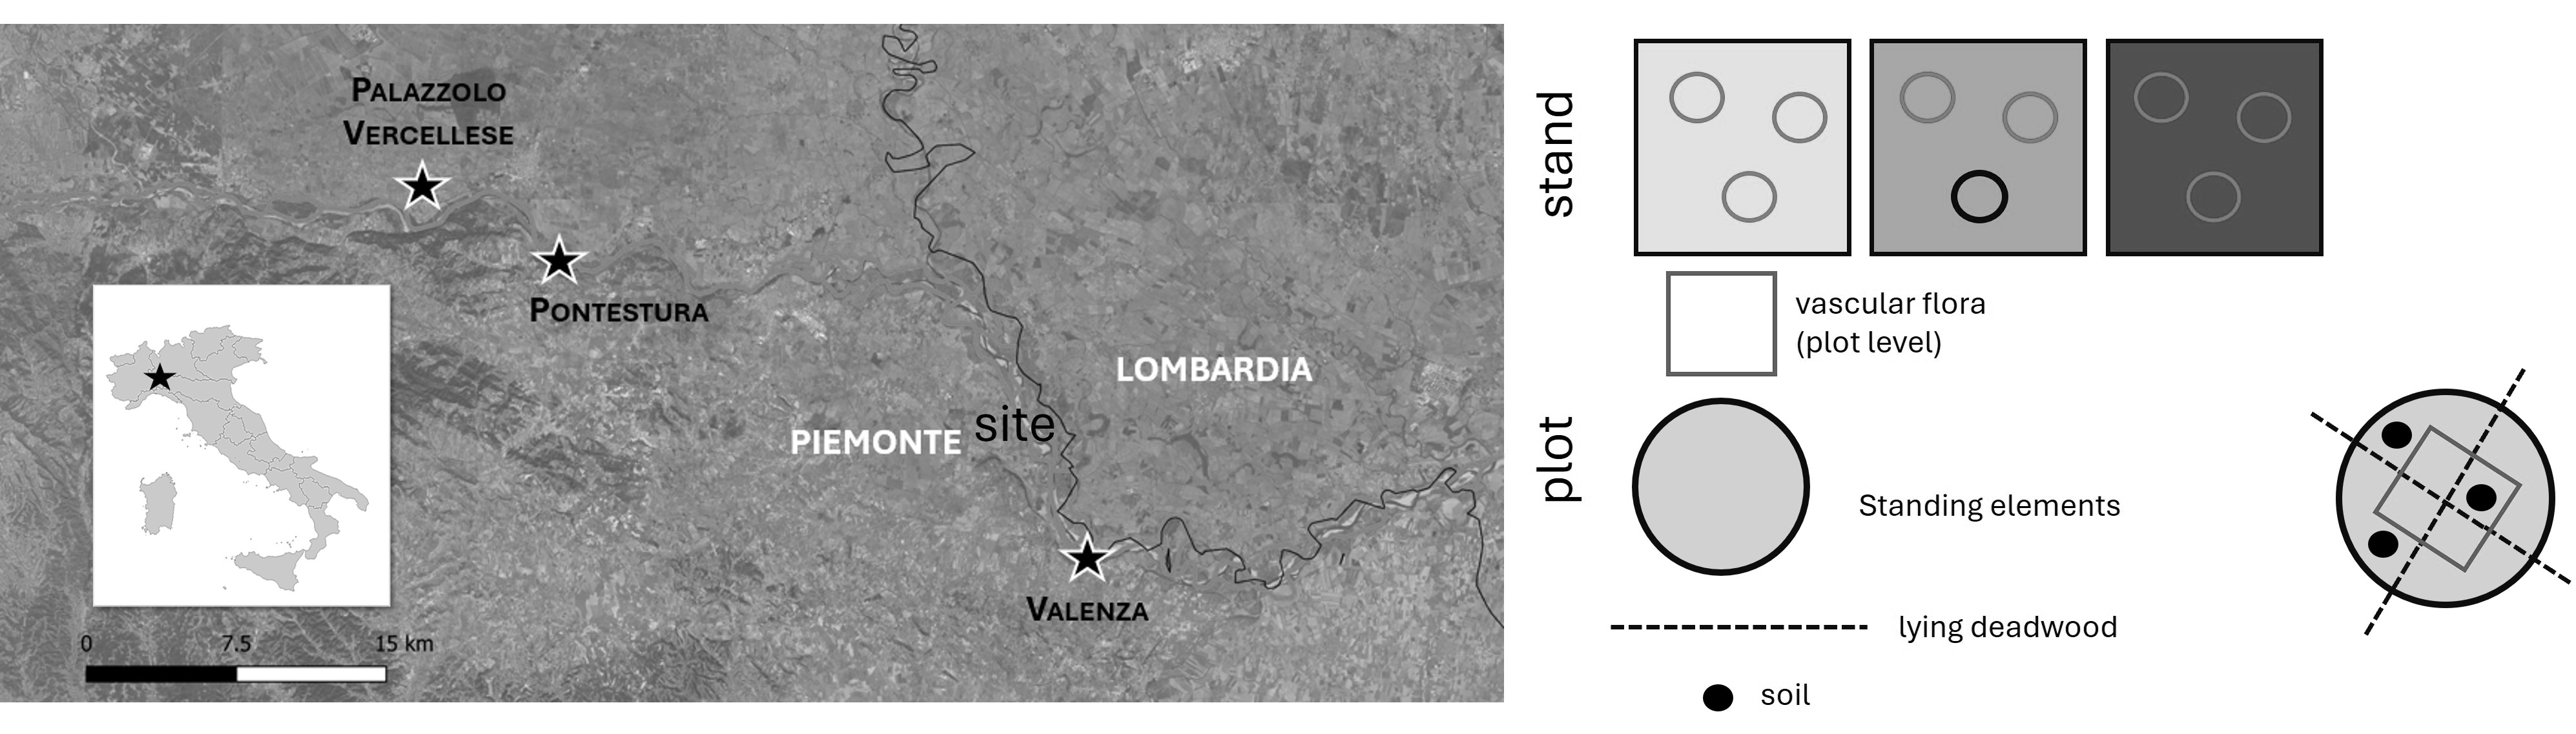 PALAZZOLO
VERCELLESE
PONTESTURA
LOMBARDIA
PIEMONTE
site
VALENZA
0 7.5 15 km
stand
vascular flora
(plot level)
plot
Standing elements
lying deadwood
soil